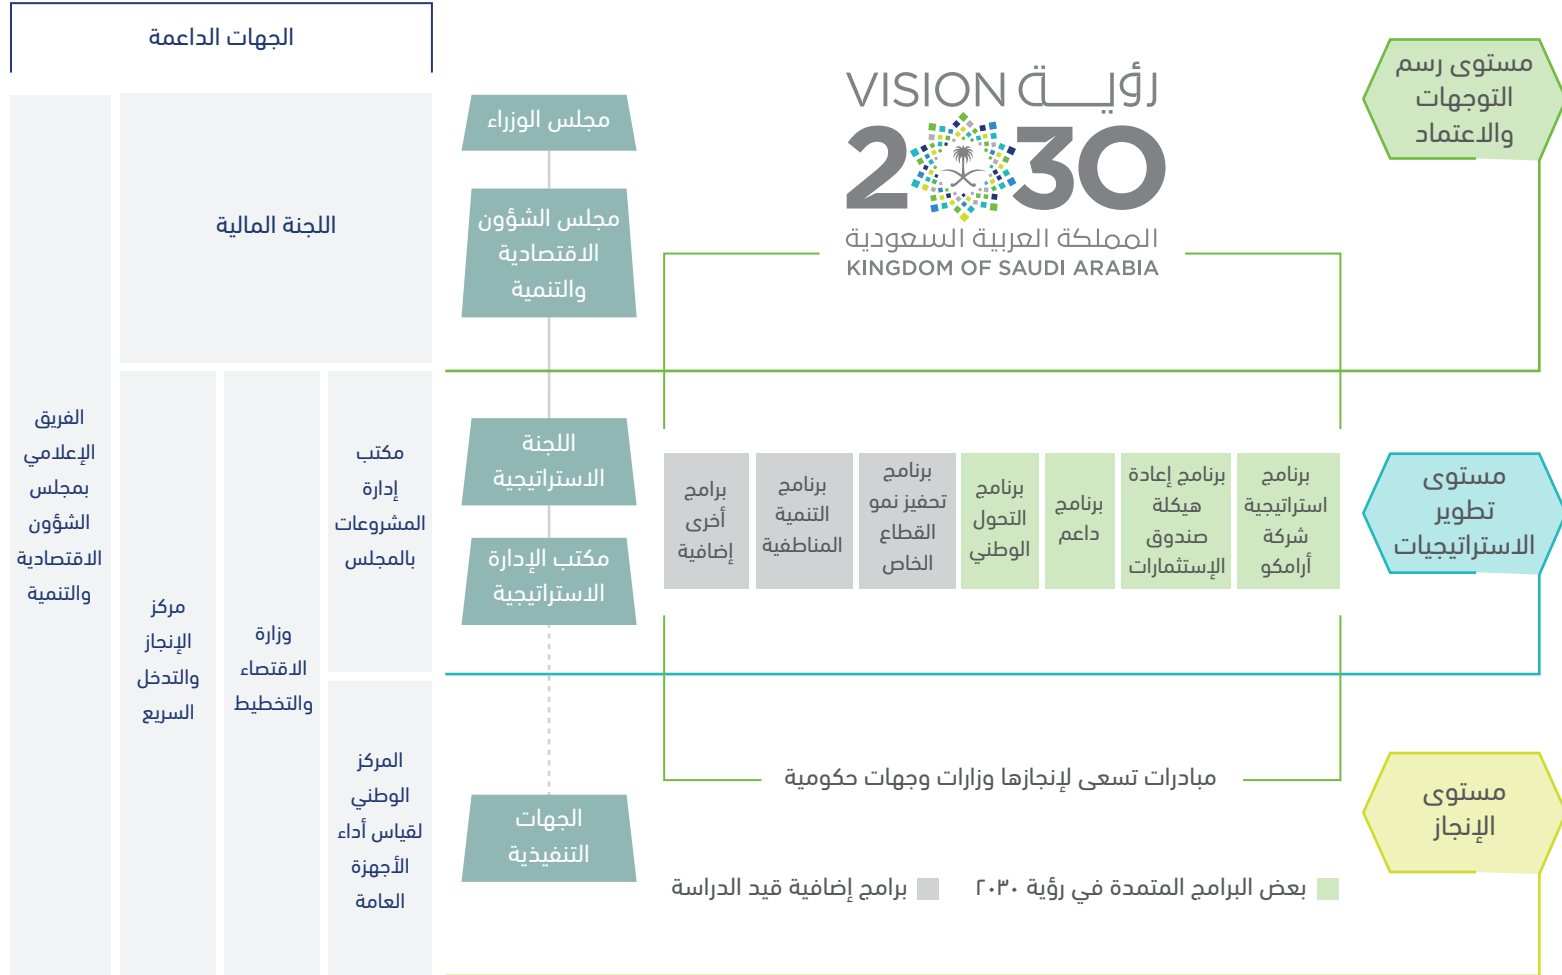 الجهات الداعمة
مستوى رسم
التوجهات
والاعتماد
رؤيــــة VISION
2030
المملكة العربية السعودية
KINGDOM OF SAUDI ARABIA
مجلس الوزراء
مجلس الشؤون
الاقتصادية
والتنمية
اللجنة المالية
مستوى
تطوير
الاستراتيجيات
برنامج
استراتيجية
شركة
أرامكو
برنامج إعادة
هيكلة
صندوق
الإستثمارات
برنامج
داعم
برنامج
التحول
الوطني
برنامج
تحفيز نمو
القطاع
الخاص
برنامج
التنمية
المناطفية
برامج
أخرى
إضافية
اللجنة
الاستراتيجية
مكتب الإدارة
الاستراتيجية
مكتب
إدارة
المشروعات
بالمجلس
وزارة
الاقتصاء
والتخطيط
مركز
الإنجاز
والتدخل
السريع
الفريق
الإعلامي
بمجلس
الشؤون
الاقتصادية
والتنمية
مستوى
الإنجاز
مبادرات تسعى لإنجازها وزارات وجهات حكومية
الجهات
التنفيذية
المركز
الوطني
لقياس أداء
الأجهزة
العامة
بعض البرامج المتمدة في رؤية ٢٠٣٠
برامج إضافية قيد الدراسة